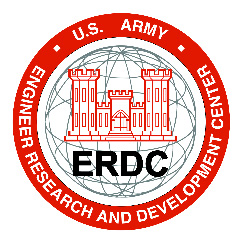 U.S. ARMY
ENGINEER RESEARCH AND DEVELOPMENT CENTER
ERDC